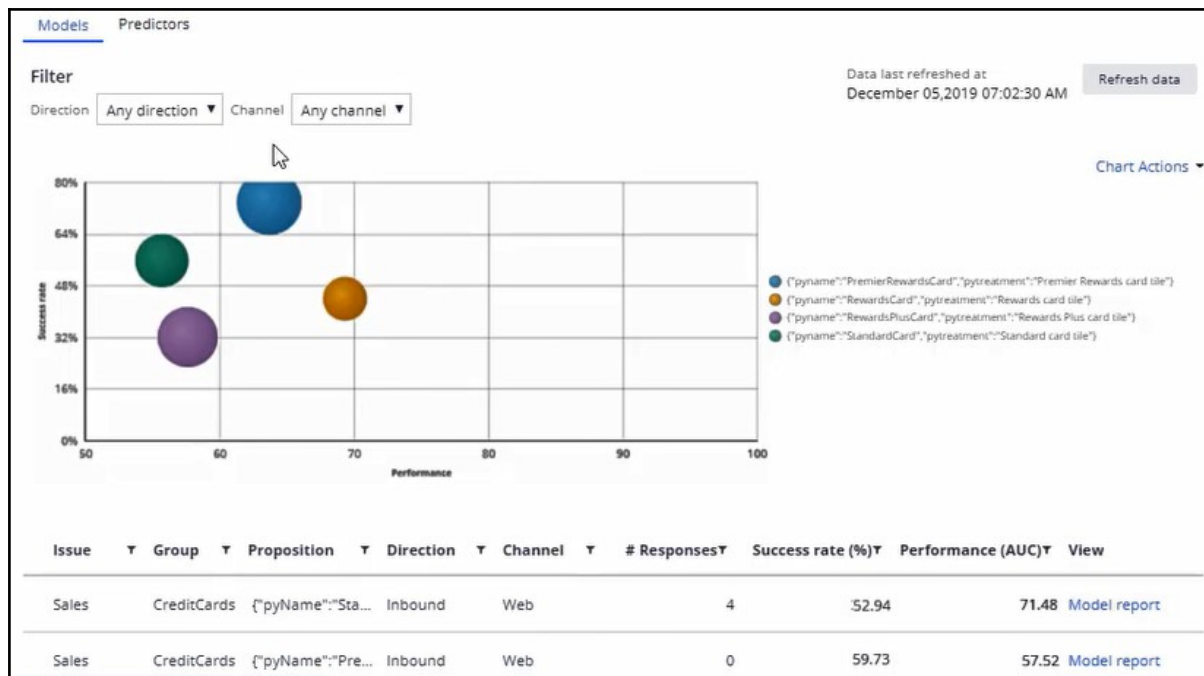 Models Predictors
Filter
Direction Any direction Channel Any channel
Data last refreshed at
December 05,2019 07:02:30 AM
Refresh data
Chart Actions
80%
64%
48%
32%
16%
0%
Success rate
50 60 70 80 90 100
Performance
{"pyname":"PremierRewardsCard","pytreatment":"Premier Rewards card tile"}
{"pyname":"RewardsCard","pytreatment":"Rewards card tile"}
{"pyname":"RewardsPlusCard","pytreatment":"Rewards Plus card tile"}
{"pyname":"StandardCard","pytreatment":"Standard card tile"}
Issue Group Proposition Direction Channel # Responses Success rate (%) Performance (AUC) View
Sales CreditCards {"pyName":"Sta... Inbound Web 4 52.94 71.48 Model report
Sales CreditCards {"pyName":"Pre... Inbound Web 0 59.73 57.52 Model report